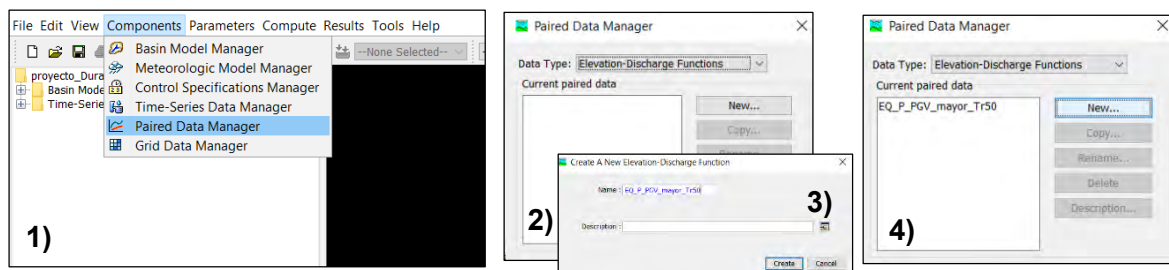 File Edit View Components Parameters Compute Results Tools Help
--None Selected--
proyecto_Dura
Basin Mode
Time-Serie
Basin Model Manager
Meteorologic Model Manager
Control Specifications Manager
Time-Series Data Manager
Paired Data Manager
Grid Data Manager
1)
Paired Data Manager
Data Type: Elevation-Discharge Functions
Current paired data
New...
Copy...
2)
Create A New Elevation-Discharge Function
Name : EQ_P_PGV_mayor_Tr50
3)
Description :
Create Cancel
Paired Data Manager
Data Type: Elevation-Discharge Functions
Current paired data
EQ_P_PGV_mayor_Tr50
New...
Copy...
Rename...
Delete
Description...
4)